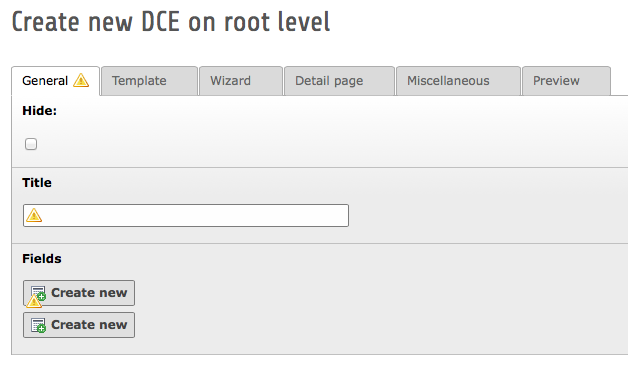 Create new DCE on root level
General Template Wizard Detail page Miscellaneous Preview
Hide:
Title
Fields
Create new
Create new